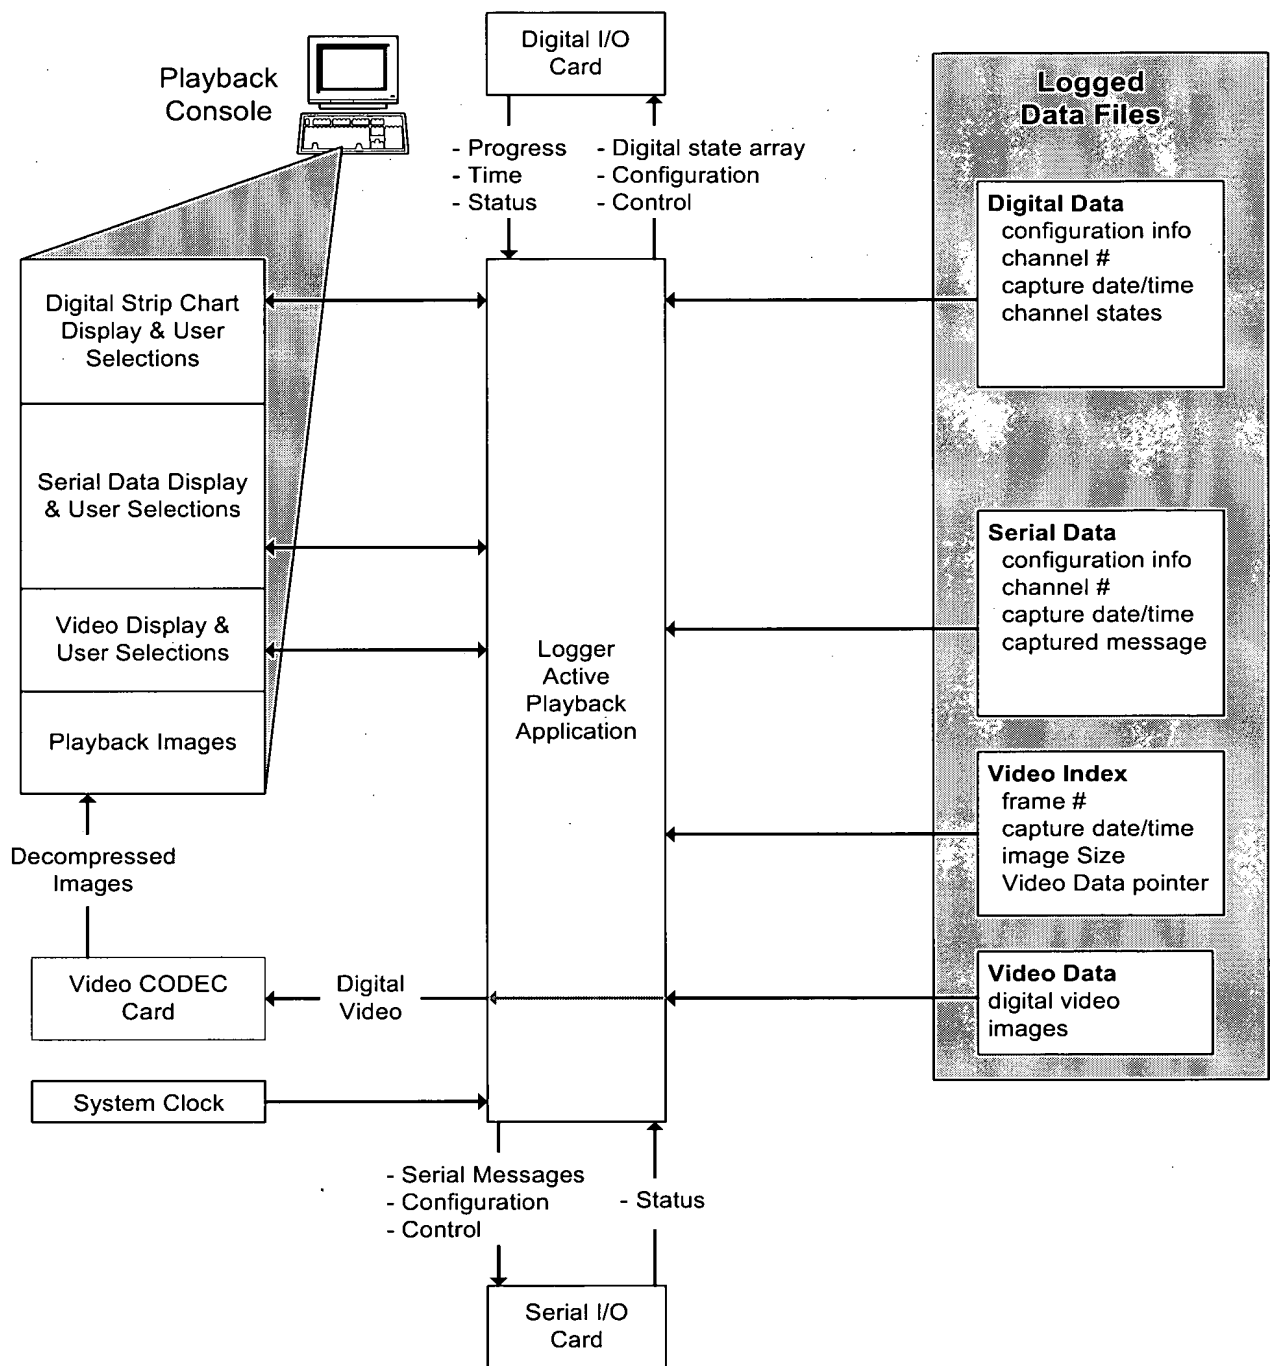 Digital I/O
Card
Playback
Console
- Progress
- Time
- Status
- Digital state array
- Configuration
- Control
Logged
Data Files
Digital Data
configuration info
channel #
capture date/time
channel states
Digital Strip Chart
Display & User
Selections
Serial Data Display
& User Selections
Video Display &
User Selections
Playback Images
Logger
Active
Playback
Application
Serial Data
configuration info
channel #
capture date/time
captured message
Video Index
frame #
capture date/time
image Size
Video Data pointer
Decompressed
Images
Video CODEC
Card
Digital
Video
Video Data
digital video
images
System Clock
- Serial Messages
- Configuration
- Control
- Status
Serial I/O
Card